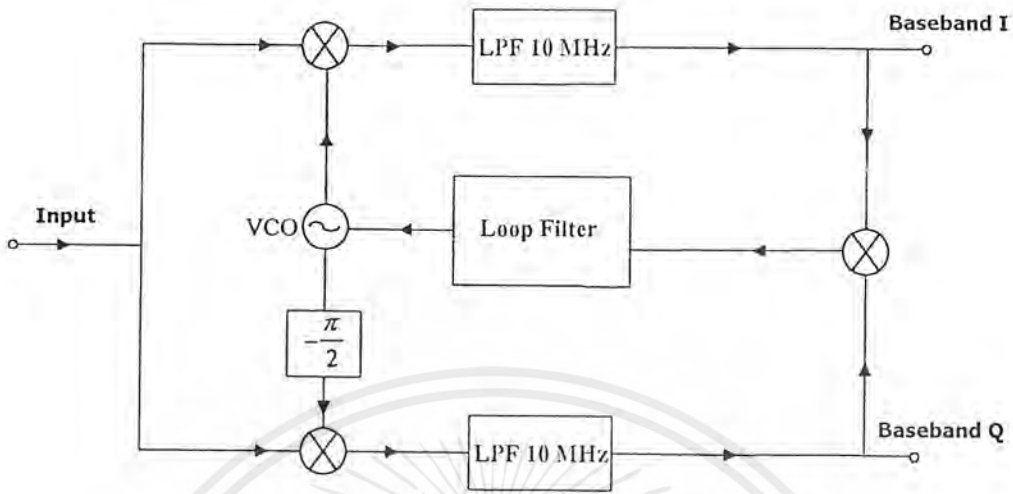 Baseband I
LPF 10 MHz
Input
VCO
Loop Filter
-π/2
LPF 10 MHz
Baseband Q